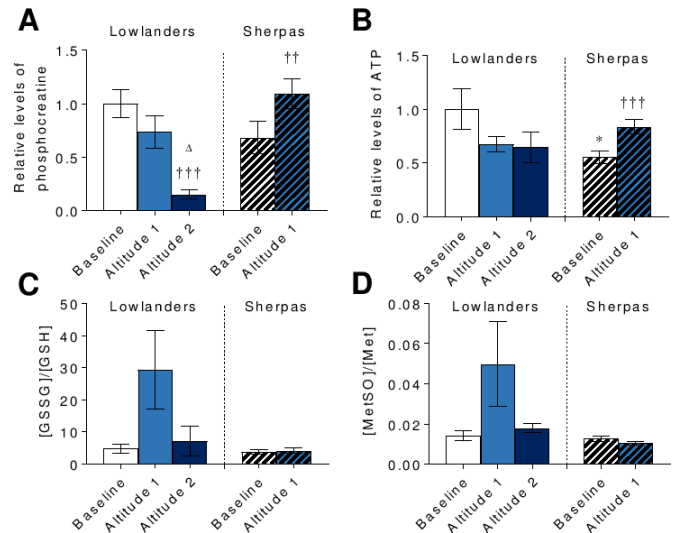 A
Lowlanders Sherpas
Relative levels of
phosphocreatine
1.5
1.0
0.5
0.0
Δ
†††
††
Baseline
Altitude 1
Altitude 2
Baseline
Altitude 1
B
Lowlanders Sherpas
Relative levels of ATP
1.5
1.0
0.5
0.0
*
†††
Baseline
Altitude 1
Altitude 2
Baseline
Altitude 1
C
Lowlanders Sherpas
[GSSG]/[GSH]
50
40
30
20
10
0
Baseline
Altitude 1
Altitude 2
Baseline
Altitude 1
D
Lowlanders Sherpas
[MetSO]/[Met]
0.08
0.06
0.04
0.02
0.00
Baseline
Altitude 1
Altitude 2
Baseline
Altitude 1